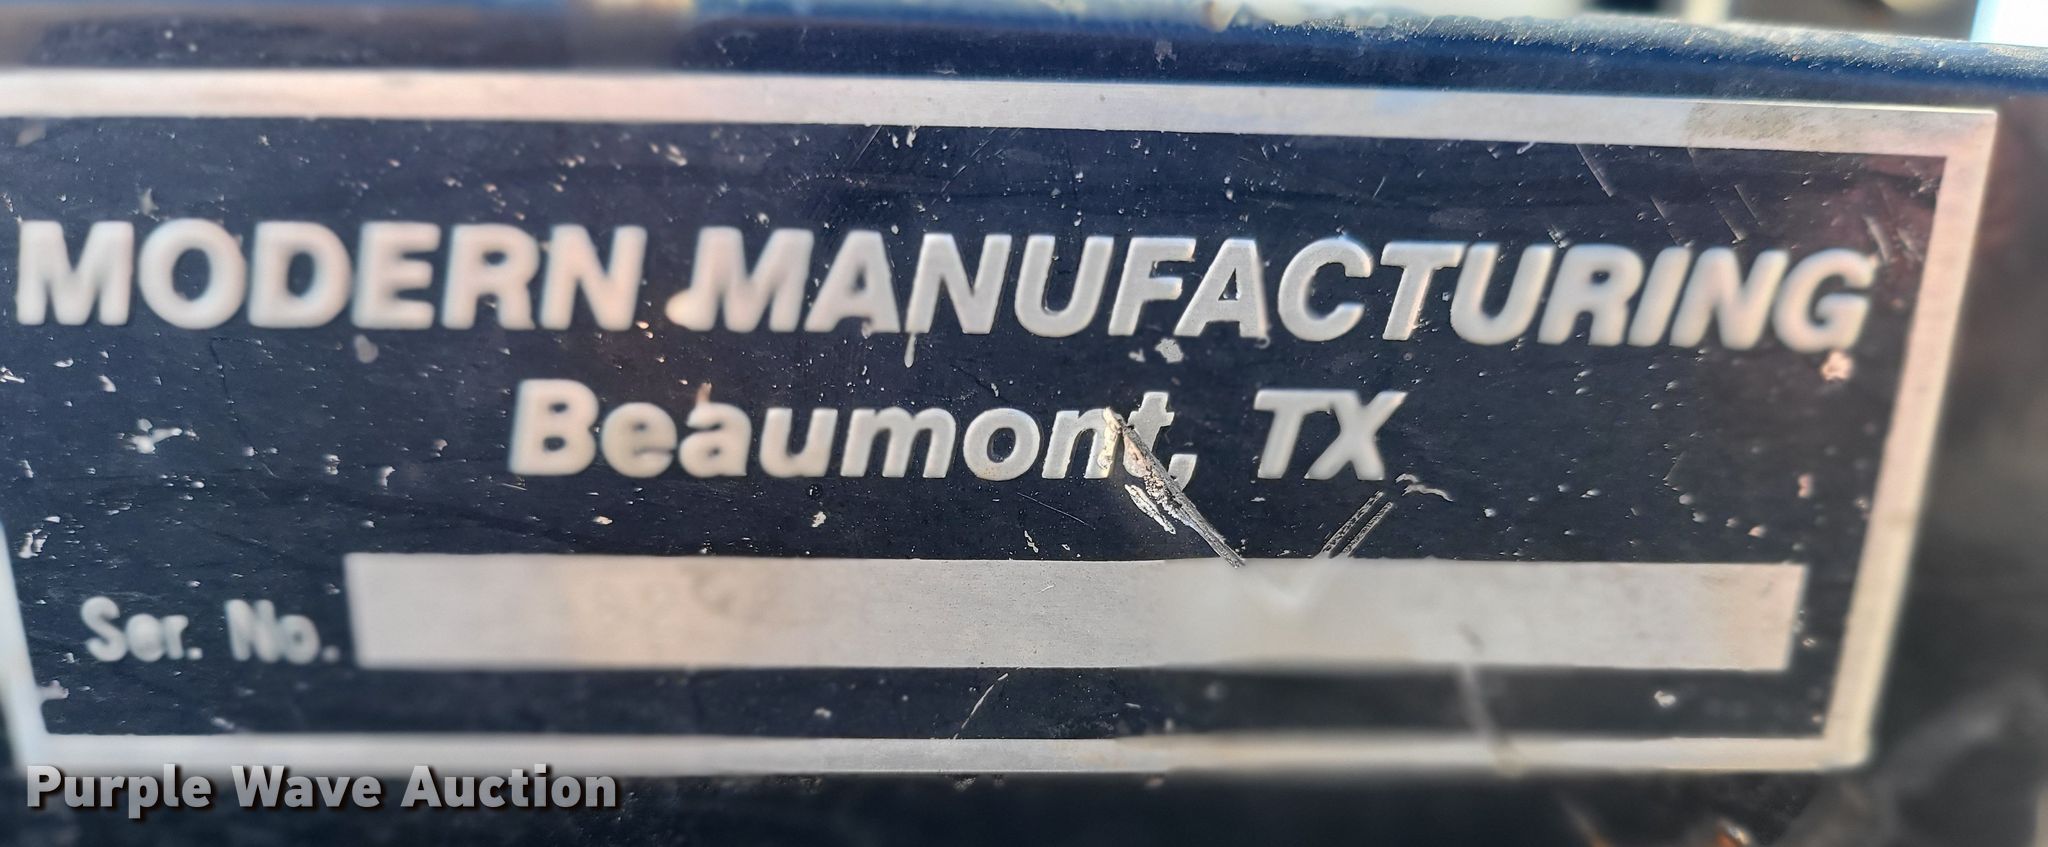 MODERN MANUFACTURING
Beaumont, TX
Ser. No.
Purple Wave Auction